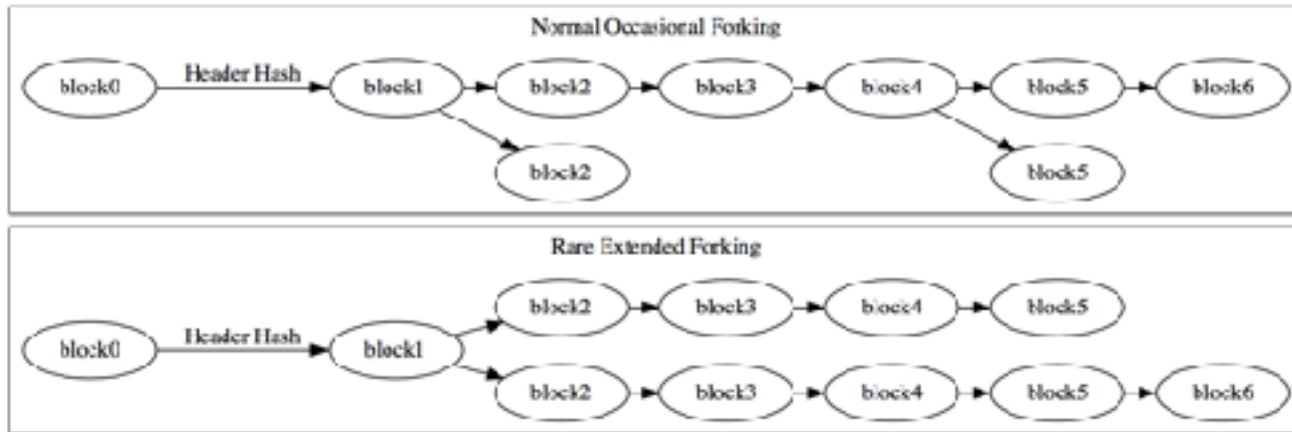 Normal Occasional Forking
block0 Header Hash block1 block2 block3 block4 block5 block6
block2 block5
Rare Extended Forking
block2 block3 block4 block5
block0 Header Hash block1
block2 block3 block4 block5 block6